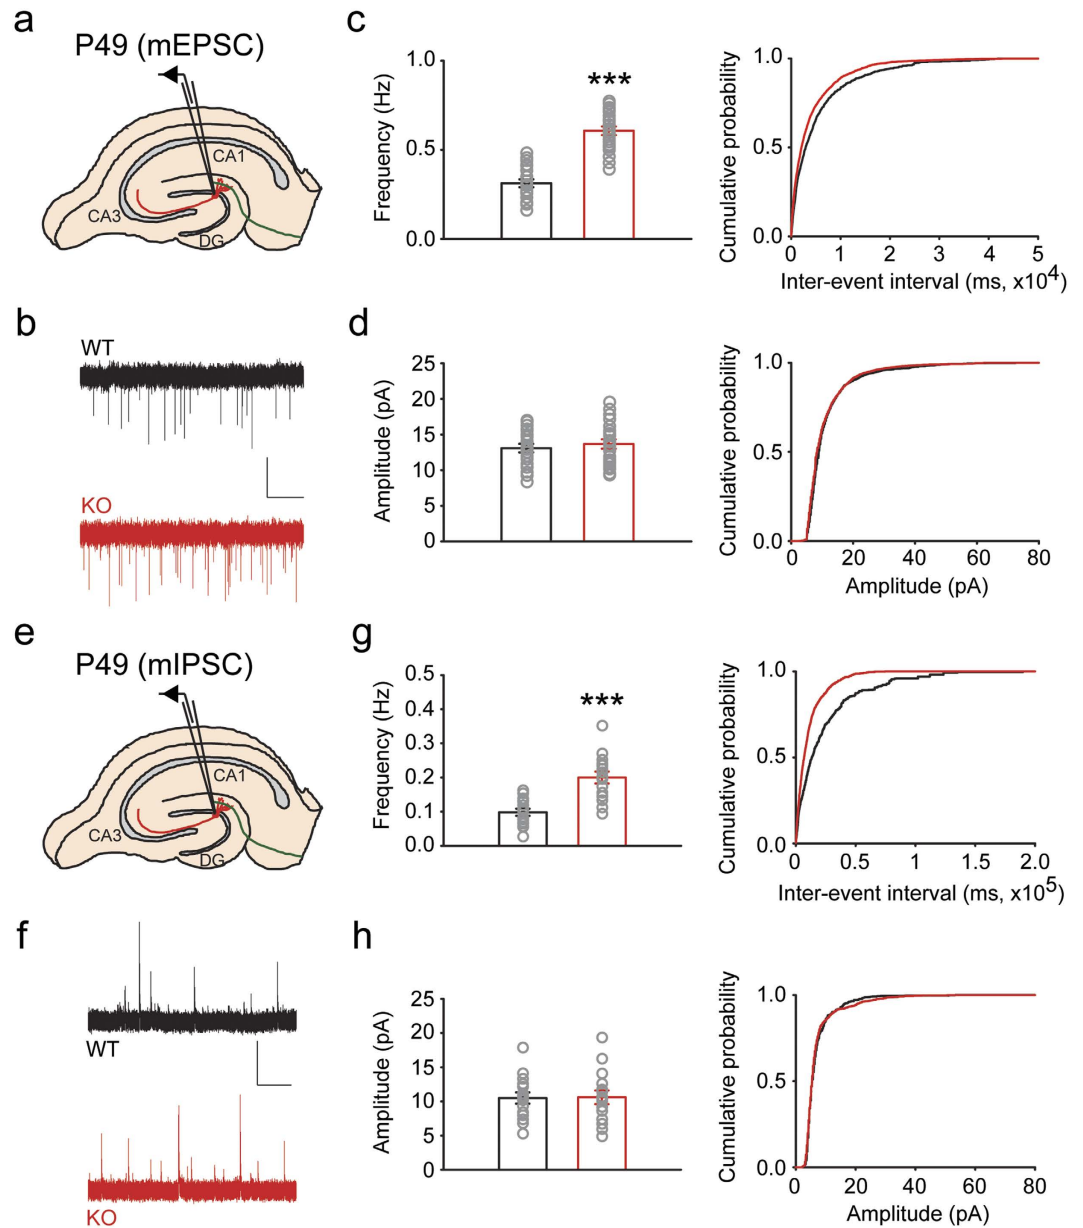 a
P49 (mEPSC)
CA1
CA3
DG
b
WT
KO
c
Frequency (Hz)
1.0
0.5
0.0
***
Cumulative probability
1.0
0.5
0.0
0 1 2 3 4 5
Inter-event interval (ms, x10⁴)
d
Amplitude (pA)
25
20
15
10
5
0
Cumulative probability
1.0
0.5
0.0
0 20 40 60 80
Amplitude (pA)
e
P49 (mIPSC)
CA1
CA3
DG
f
WT
KO
g
Frequency (Hz)
0.5
0.4
0.3
0.2
0.1
0.0
***
Cumulative probability
1.0
0.5
0.0
0 0.5 1 1.5 2.0
Inter-event interval (ms, x10⁵)
h
Amplitude (pA)
25
20
15
10
5
0
Cumulative probability
1.0
0.5
0.0
0 20 40 60 80
Amplitude (pA)